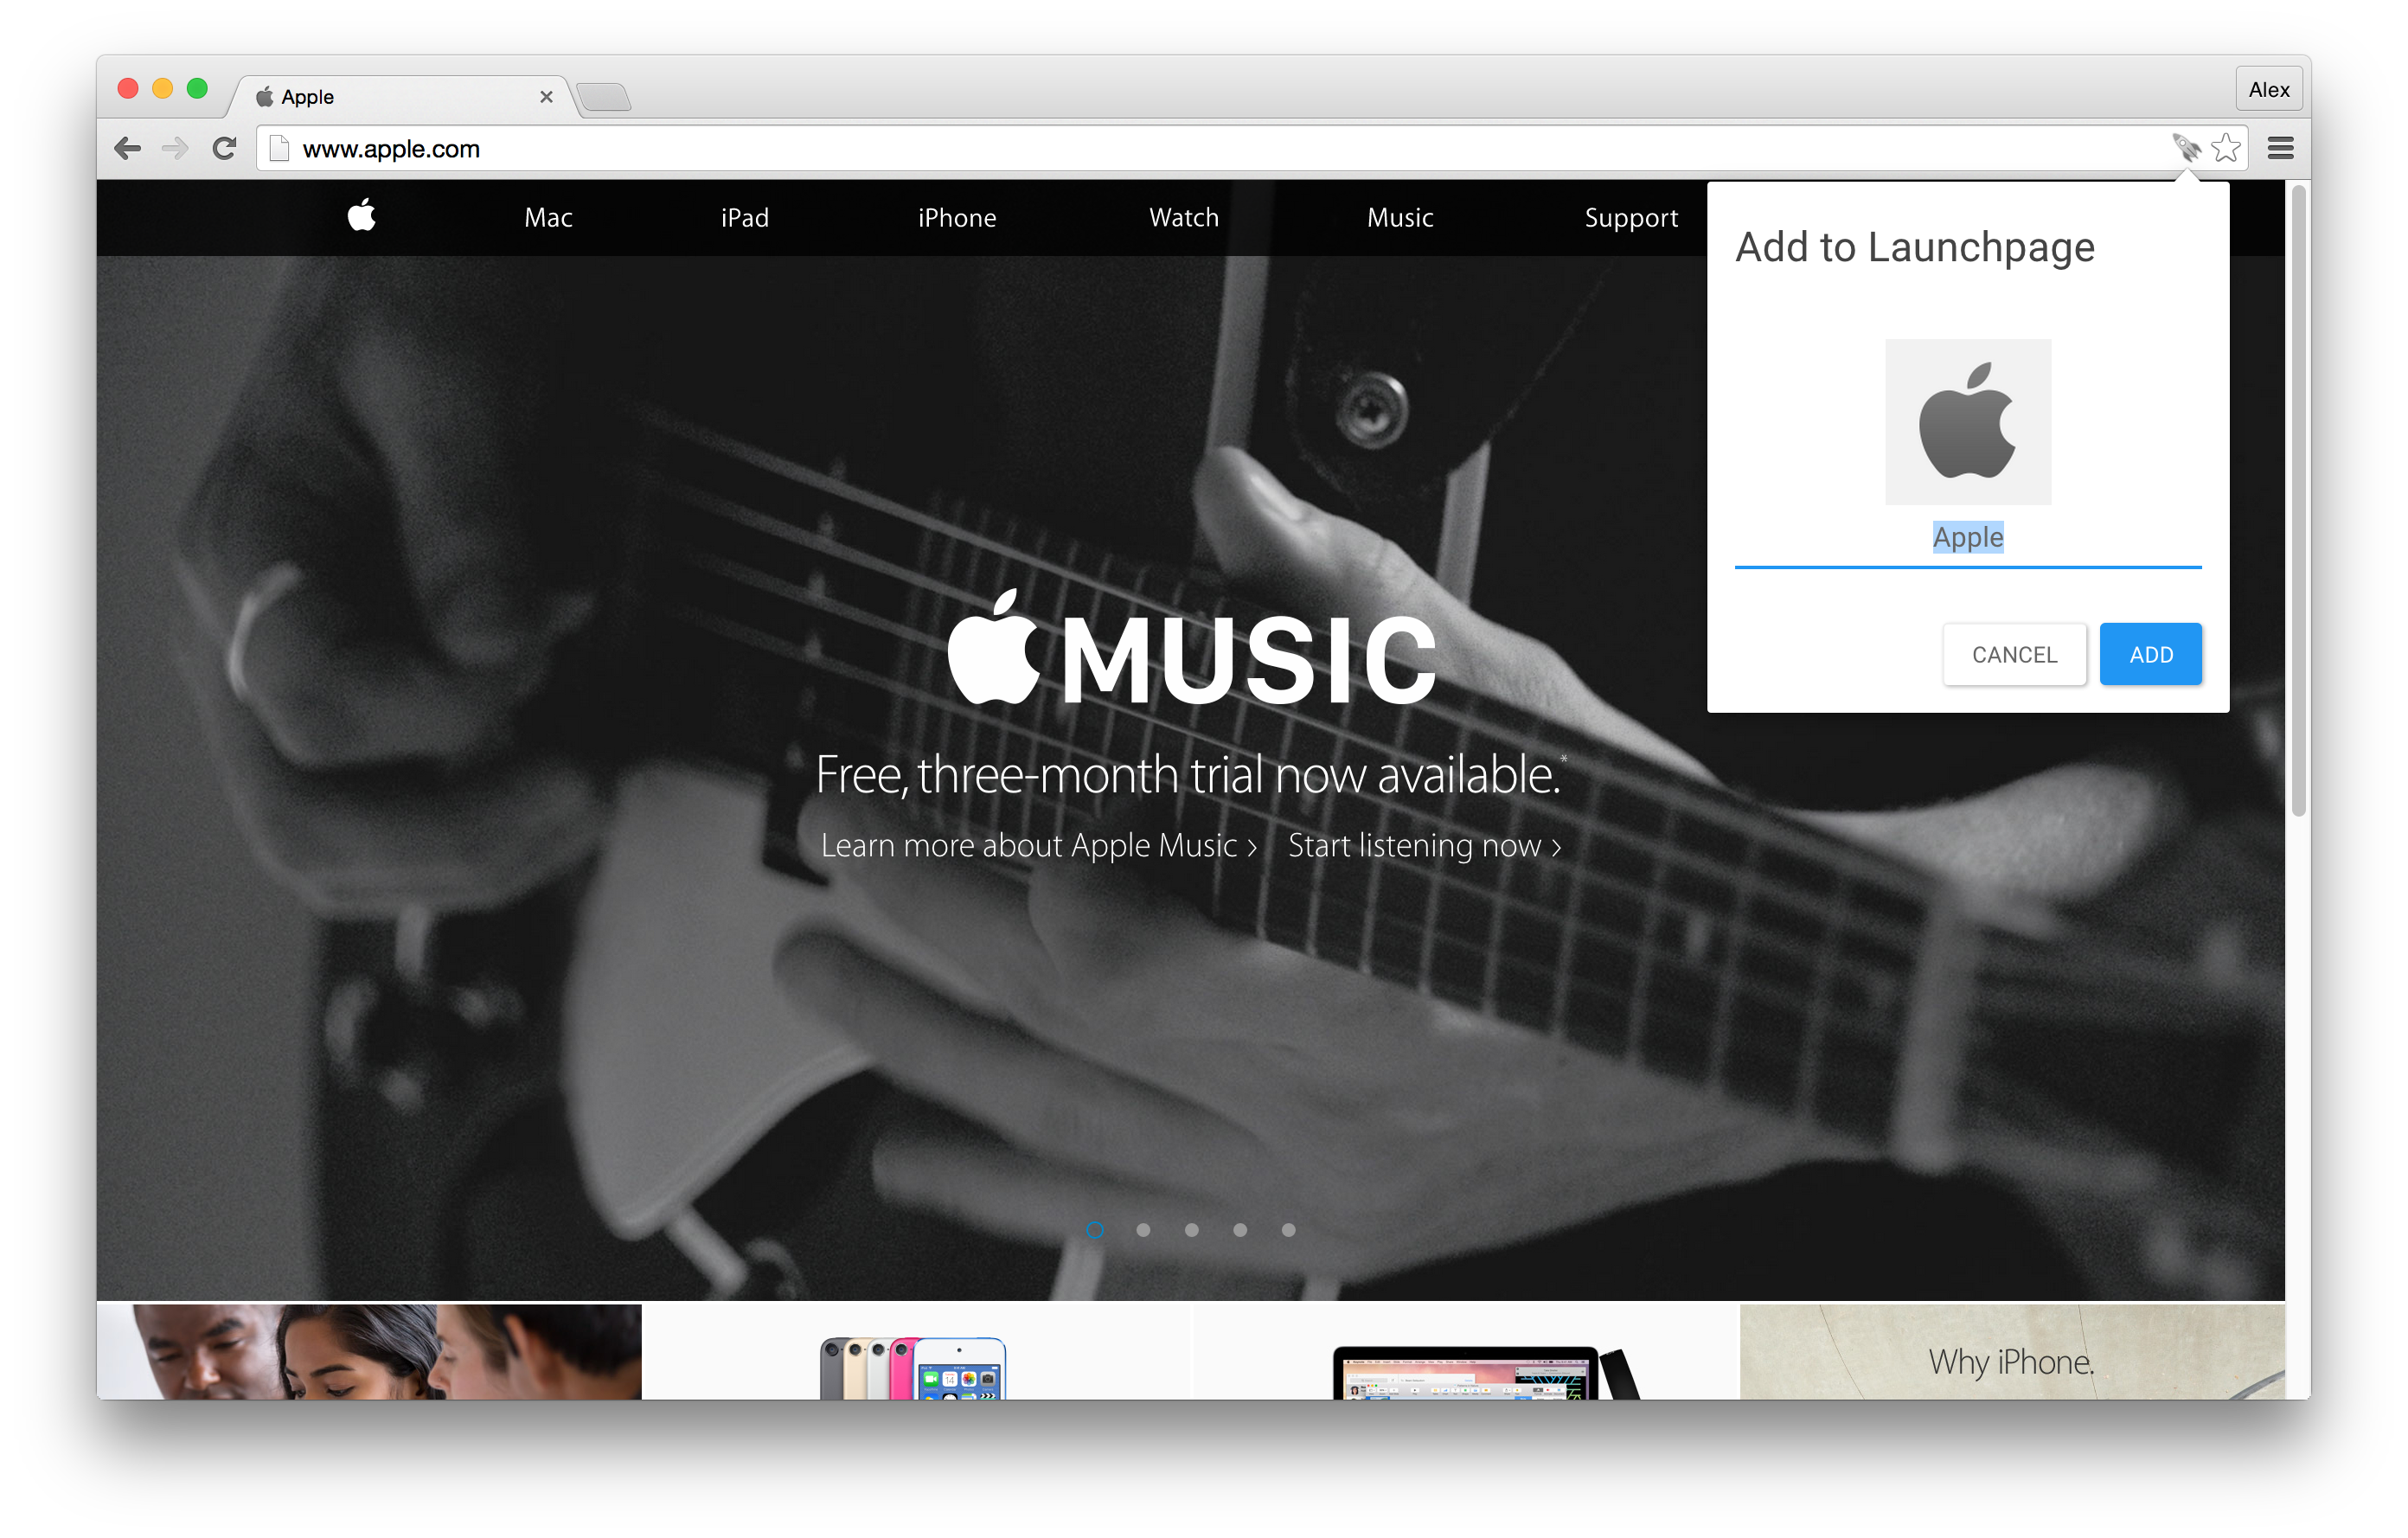 Apple
Alex
www.apple.com
Mac iPad iPhone Watch Music Support
Add to Launchpage
Apple
CANCEL ADD
MUSIC
Free, three-month trial now available.*
Learn more about Apple Music > Start listening now >
Why iPhone.